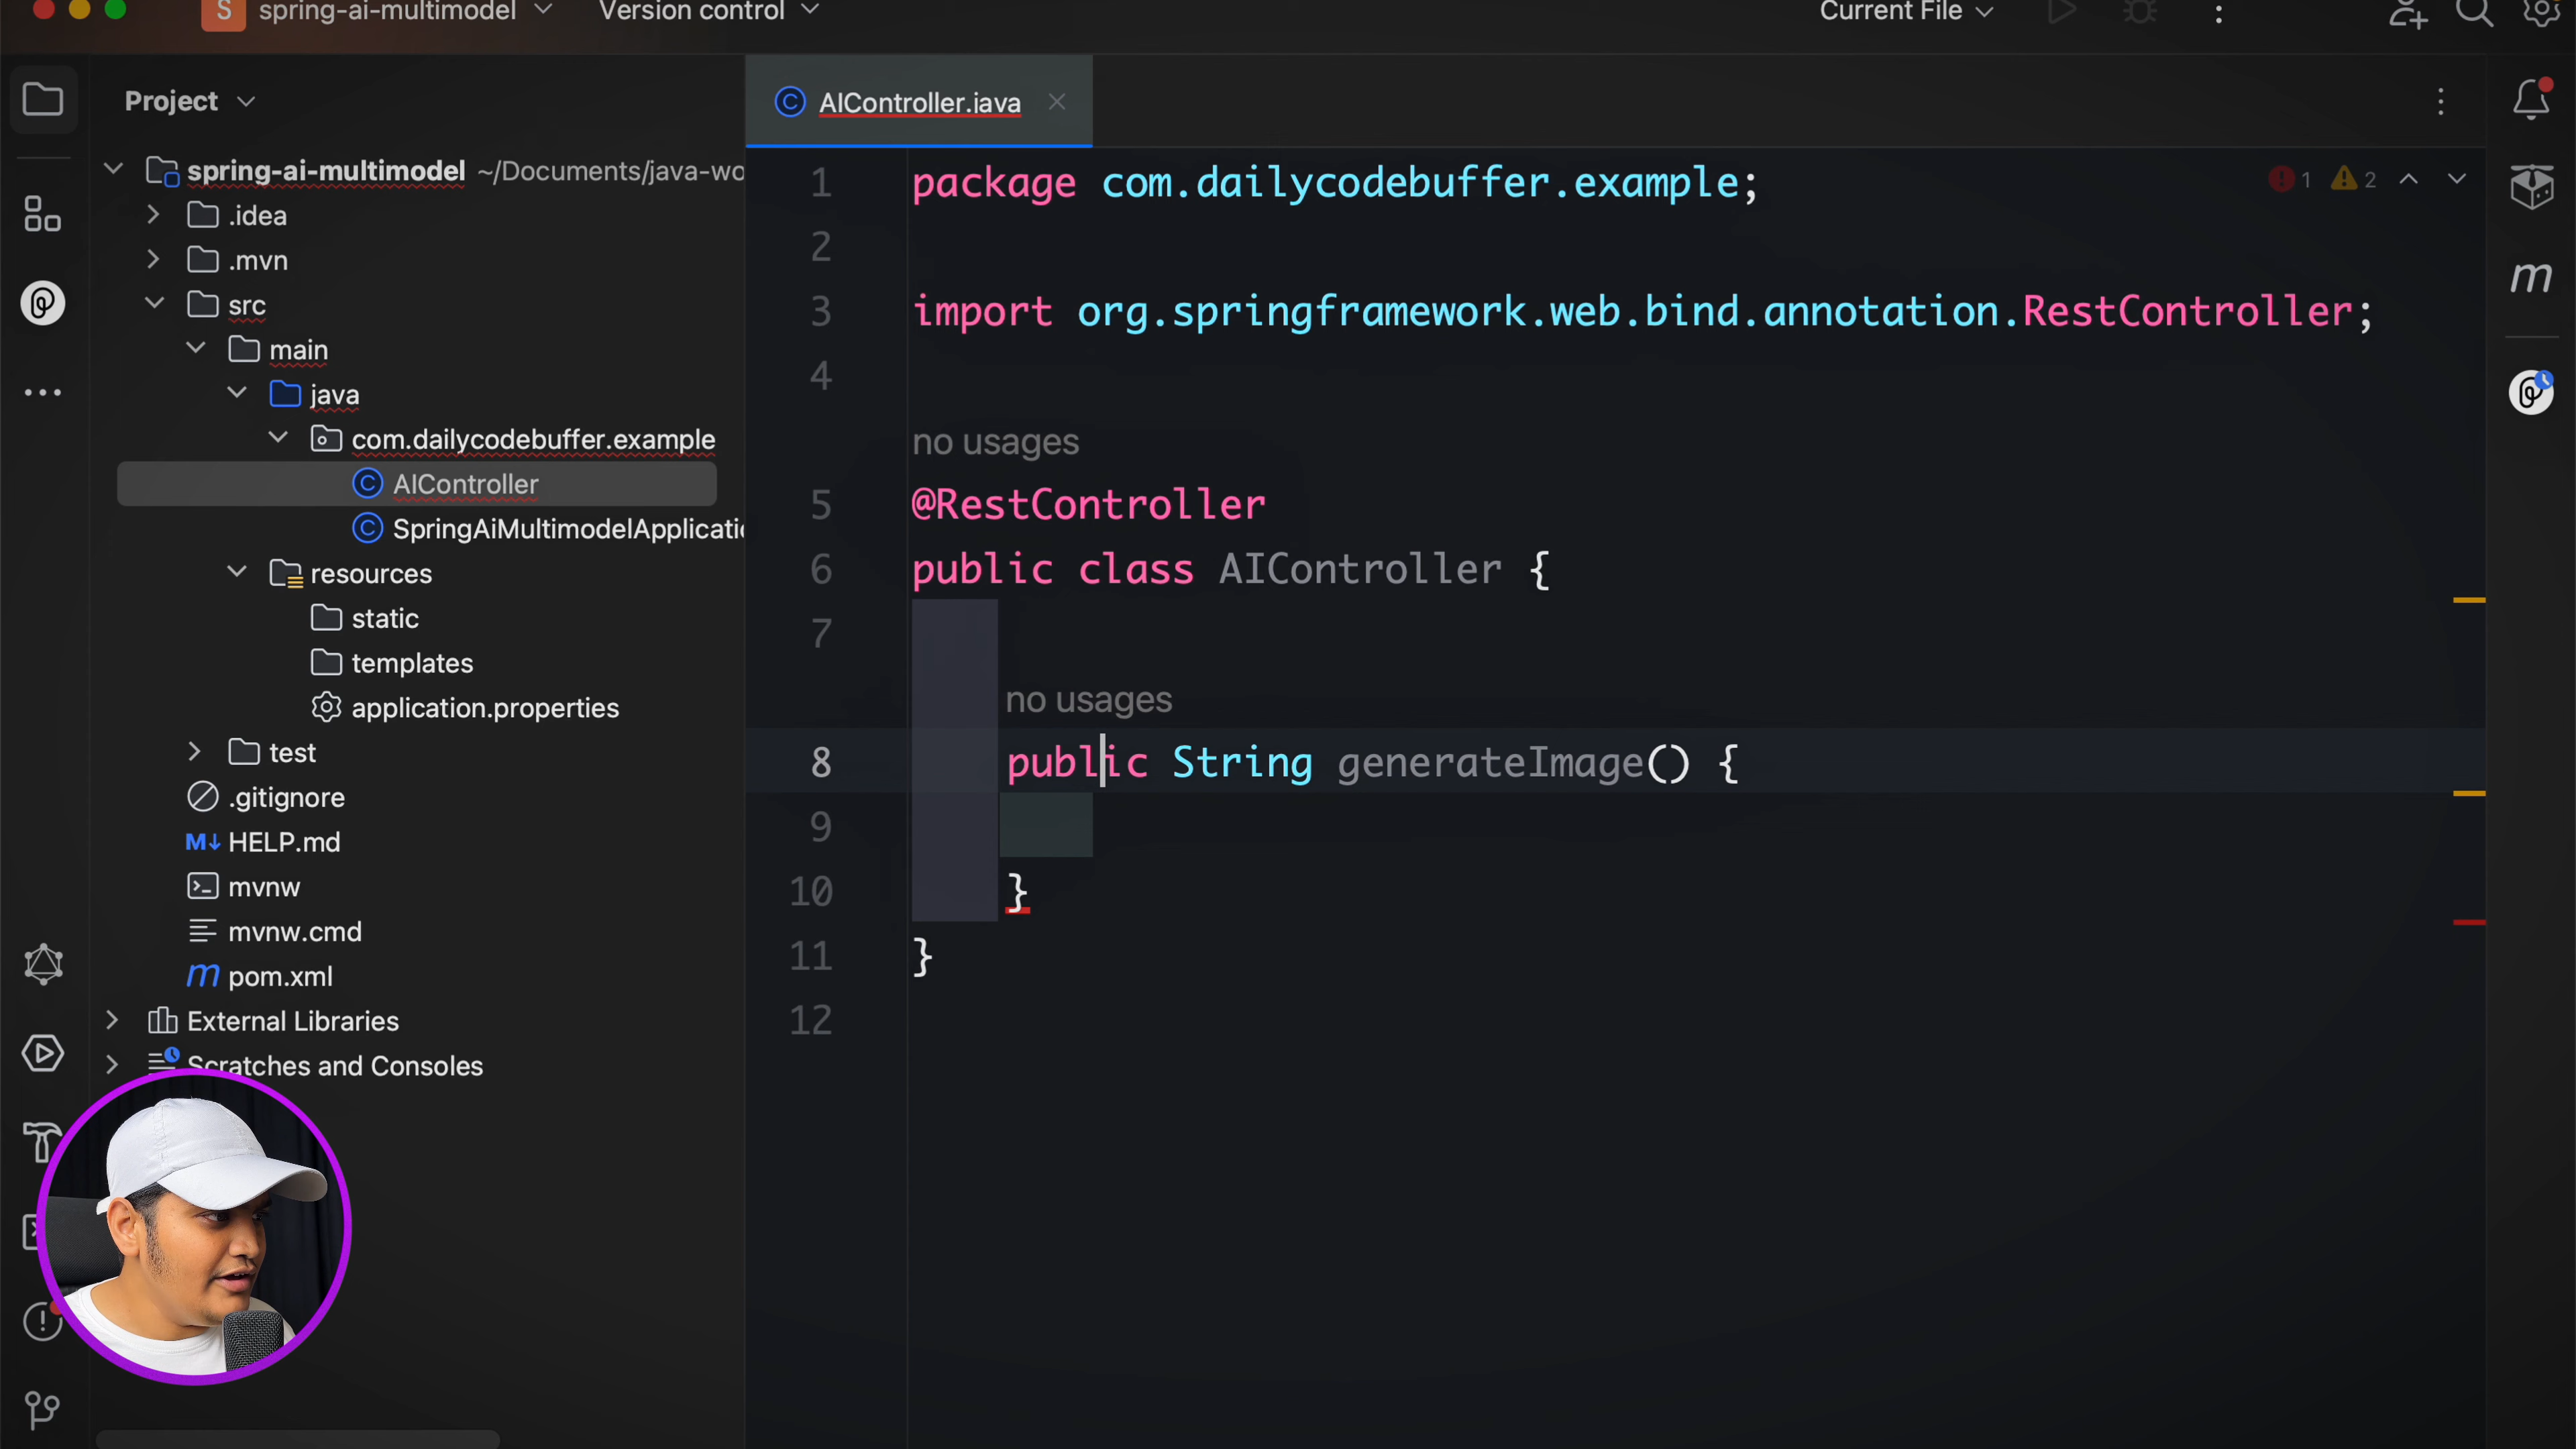 S spring-ai-multimodel Version control Current File
Project
AIController.java
spring-ai-multimodel ~/Documents/java-wo
.idea
.mvn
src
main
java
com.dailycodebuffer.example
AIController
SpringAiMultimodelApplicatio
resources
static
templates
application.properties
test
.gitignore
M↓ HELP.md
mvnw
mvnw.cmd
m pom.xml
External Libraries
Scratches and Consoles
1 package com.dailycodebuffer.example;
1 2
2
3 import org.springframework.web.bind.annotation.RestController;
4
no usages
5 @RestController
6 public class AIController {
7
no usages
8 public String generateImage() {
9
10 }
11 }
12
m